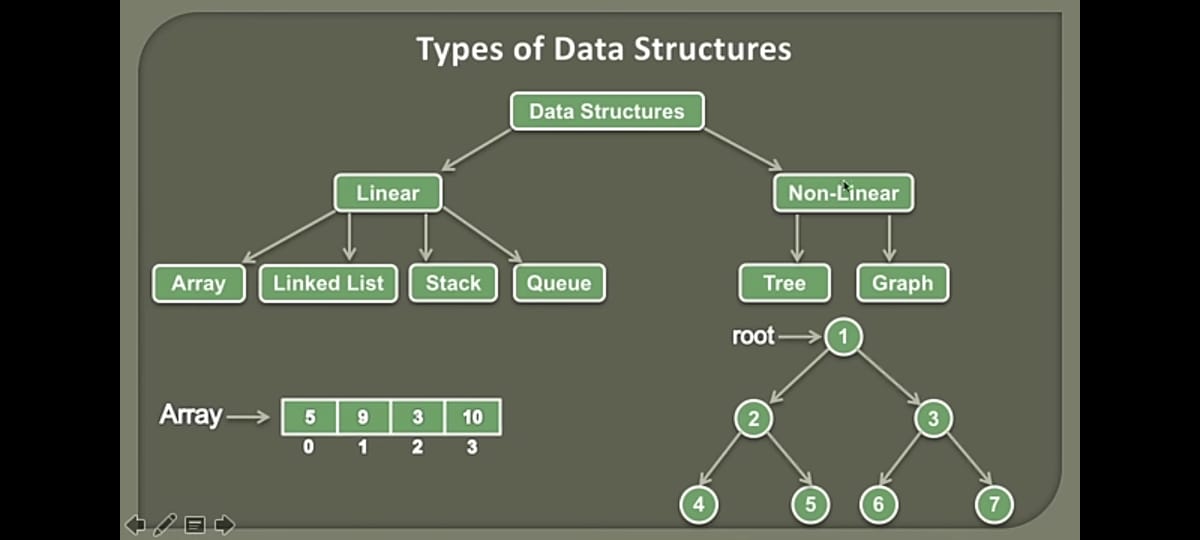 Types of Data Structures
Data Structures
Linear
Non-Linear
Array
Linked List
Stack
Queue
Tree
Graph
root
1
Array
5 9 3 10
0 1 2 3
2
3
4
5
6
7